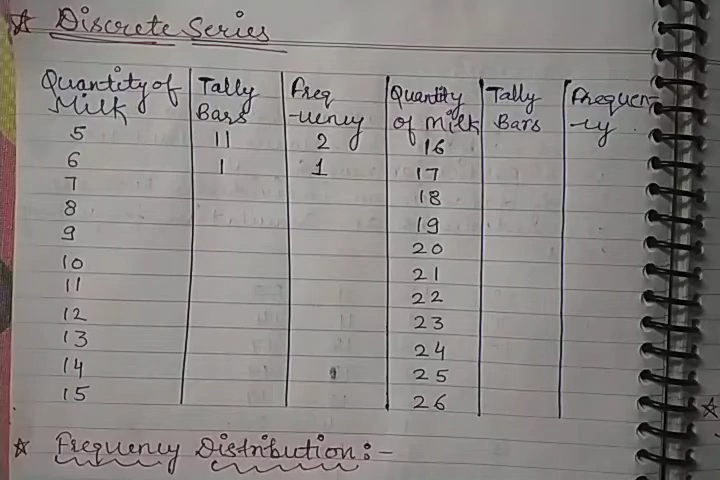 ☆ Discrete Series
Quantity of Milk | Tally Bars | Freq-uency | Quantity of Milk | Tally Bars | Frequen-cy
5 | 11 | 2 | 16
6 | 1 | 1 | 17
7 | 18
8 | 19
9 | 20
10 | 21
11 | 22
12 | 23
13 | 24
14 | 25
15 | 26
☆ Frequency Distribution:-